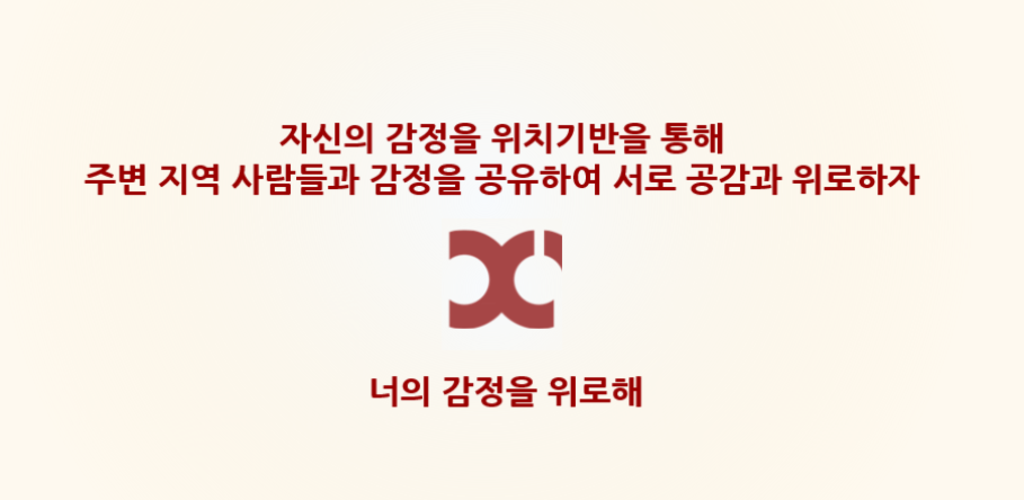 자신의 감정을 위치기반을 통해
주변 지역 사람들과 감정을 공유하여 서로 공감과 위로하자
너의 감정을 위로해